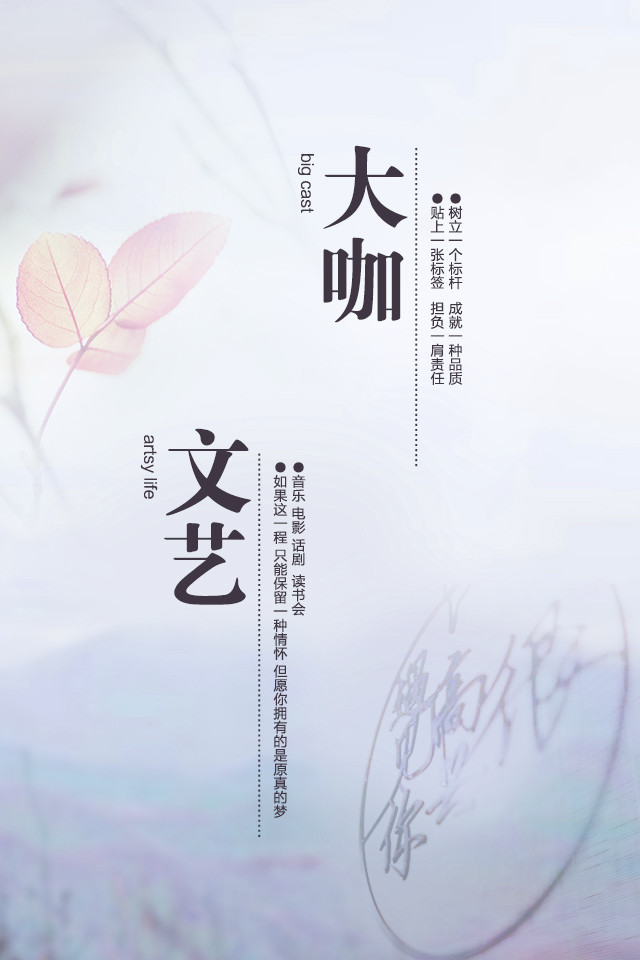 大咖
big cast
●树立一个标杆 成就一种品质
●贴上一张标签 担负一肩责任
文艺
artsy life
●音乐 电影 话剧 读书会
●如果这一程 只能保留一种情怀 但愿你拥有的是原真的梦
很高
你